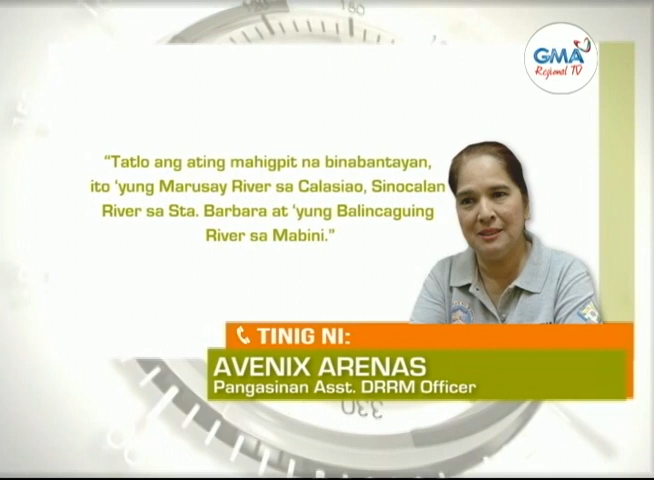 GMA
Regional TV
"Tatlo ang ating mahigpit na binabantayan,
ito 'yung Marusay River sa Calasiao, Sinocalan
River sa Sta. Barbara at 'yung Balincaguing
River sa Mabini."
TINIG NI:
AVENIX ARENAS
Pangasinan Asst. DRRM Officer
330